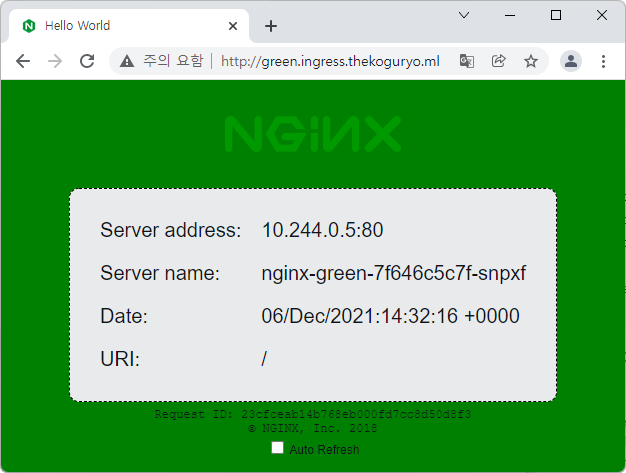 Hello World
주의 요함 | http://green.ingress.thekoguryo.ml
NGINX
Server address: 10.244.0.5:80
Server name: nginx-green-7f646c5c7f-snpxf
Date: 06/Dec/2021:14:32:16 +0000
URI: /
Request ID: 23cfceab14b768eb000fd7cc8d50d8f3
© NGINX, Inc. 2018
Auto Refresh